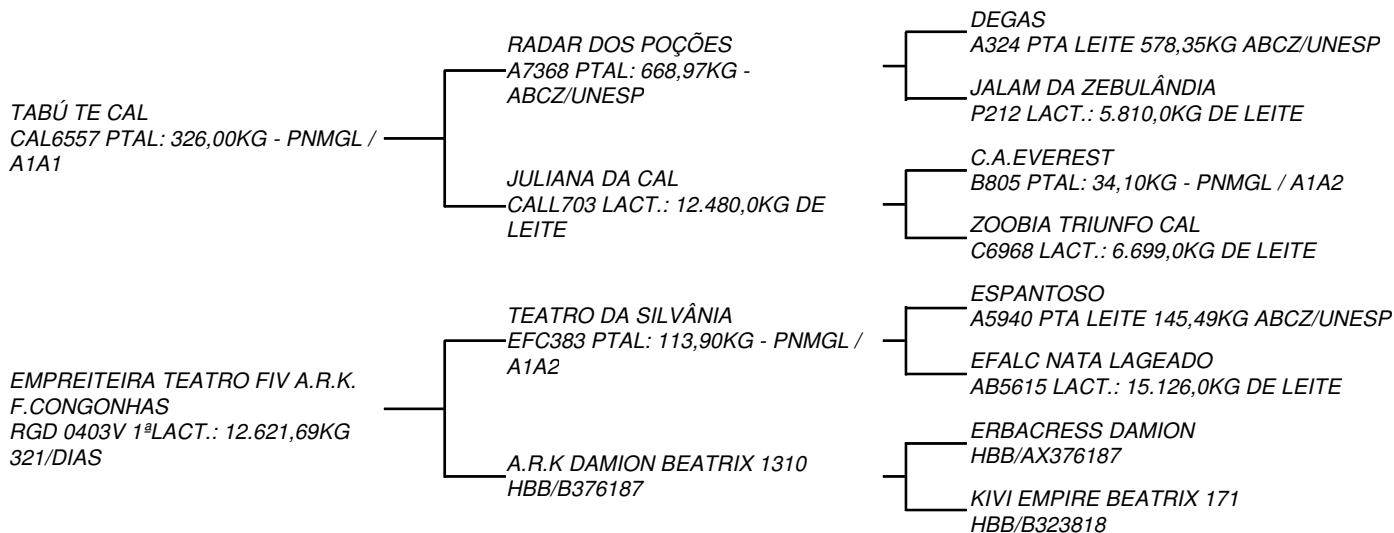 TABÚ TE CAL
CAL6557 PTAL: 326,00KG - PNMGL /
A1A1
EMPREITEIRA TEATRO FIV A.R.K.
F.CONGONHAS
RGD 0403V 1ªLACT.: 12.621,69KG
321/DIAS
RADAR DOS POÇÕES
A7368 PTAL: 668,97KG -
ABCZ/UNESP
JULIANA DA CAL
CALL703 LACT.: 12.480,0KG DE
LEITE
TEATRO DA SILVÂNIA
EFC383 PTAL: 113,90KG - PNMGL /
A1A2
A.R.K DAMION BEATRIX 1310
HBB/B376187
DEGAS
A324 PTA LEITE 578,35KG ABCZ/UNESP
JALAM DA ZEBULÂNDIA
P212 LACT.: 5.810,0KG DE LEITE
C.A.EVEREST
B805 PTAL: 34,10KG - PNMGL / A1A2
ZOOBIA TRIUNFO CAL
C6968 LACT.: 6.699,0KG DE LEITE
ESPANTOSO
A5940 PTA LEITE 145,49KG ABCZ/UNESP
EFALC NATA LAGEADO
AB5615 LACT.: 15.126,0KG DE LEITE
ERBACRESS DAMION
HBB/AX376187
KIVI EMPIRE BEATRIX 171
HBB/B323818